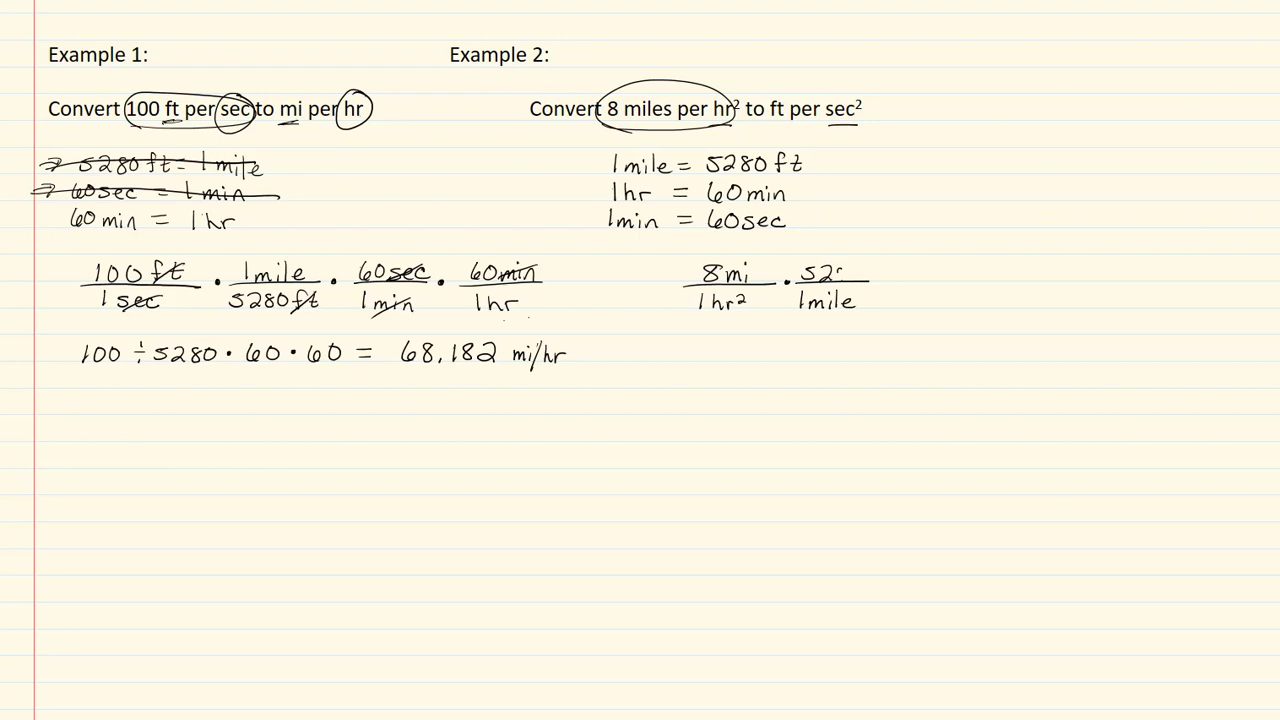 Example 1:
Example 2:
Convert 100 ft per sec to mi per hr
Convert 8 miles per hr² to ft per sec²
5280 ft = 1 mile
60 sec = 1 min
60 min = 1 hr
1 mile = 5280 ft
1 hr = 60 min
1 min = 60 sec
100 ft · 1 mile · 60 sec · 60 min
1 sec 5280 ft 1 min 1 hr
100 ÷ 5280 · 60 · 60 = 68.182 mi/hr
8 mi · 52
1 hr² 1 mile